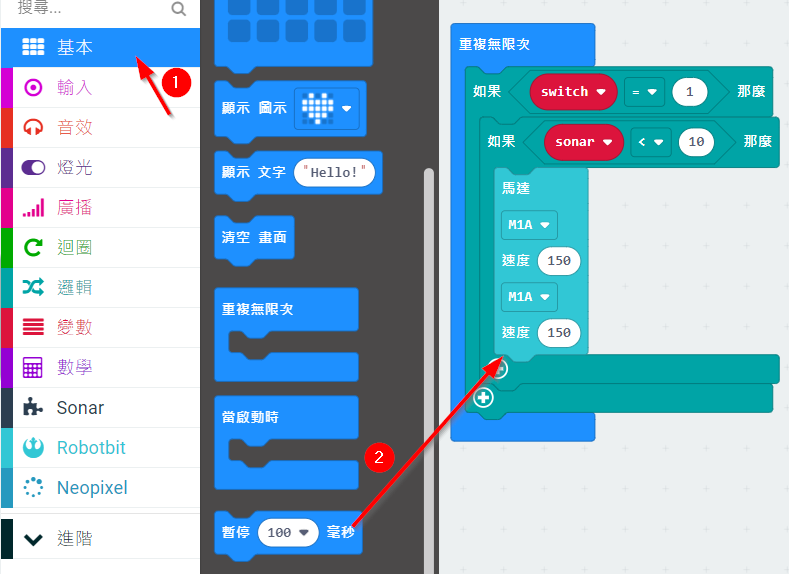 搜尋...
基本
輸入
音效
燈光
廣播
迴圈
邏輯
變數
數學
Sonar
Robotbit
Neopixel
進階
1
顯示 圖示
顯示 文字 "Hello!"
清空 畫面
重複無限次
當啟動時
暫停 100 毫秒
2
重複無限次
如果 switch = 1 那麼
如果 sonar < 10 那麼
馬達
M1A
速度 150
M1A
速度 150